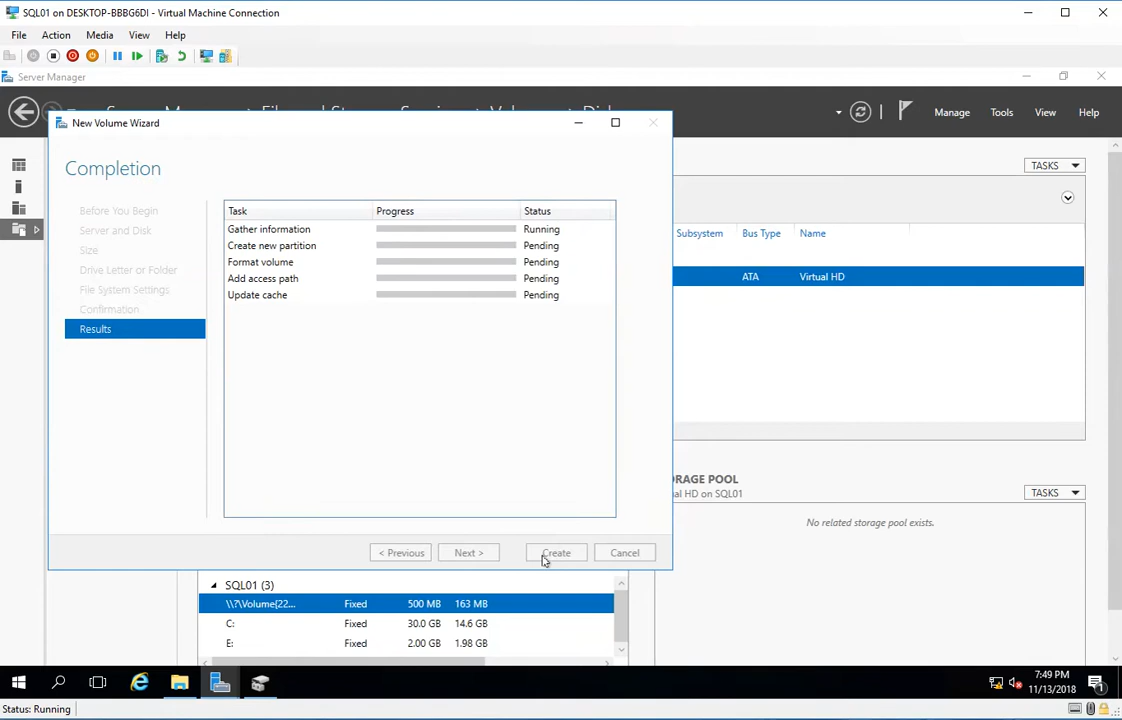 SQL01 on DESKTOP-BBBG6DI - Virtual Machine Connection
File Action Media View Help
Server Manager
Manage Tools View Help
New Volume Wizard
Completion
TASKS
Before You Begin
Server and Disk
Size
Drive Letter or Folder
File System Settings
Confirmation
Results
Task Progress Status
Gather information Running
Create new partition Pending
Format volume Pending
Add access path Pending
Update cache Pending
Subsystem Bus Type Name
ATA Virtual HD
< Previous Next > Create Cancel
RAGE POOL
al HD on SQL01
TASKS
No related storage pool exists.
SQL01 (3)
\\?\Volume{22... Fixed 500 MB 163 MB
C: Fixed 30.0 GB 14.6 GB
E: Fixed 2.00 GB 1.98 GB
7:49 PM
11/13/2018
1
Status: Running